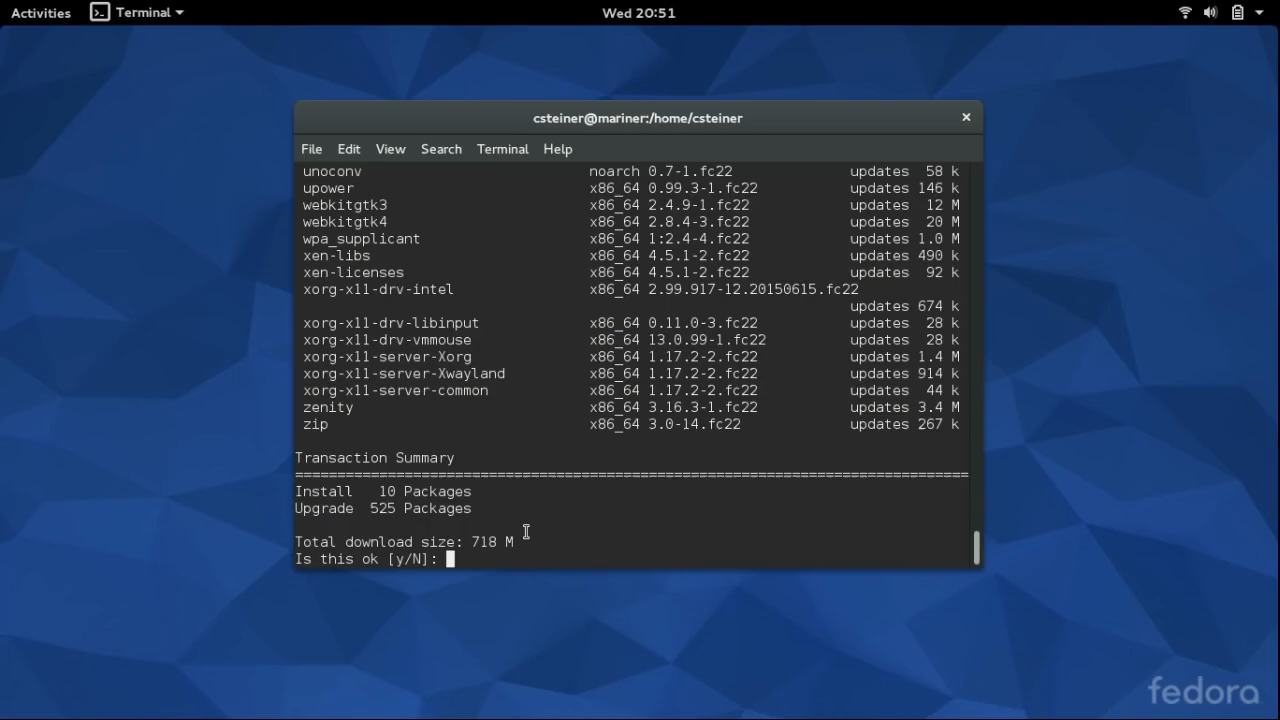 Activities Terminal Wed 20:51
csteiner@mariner:/home/csteiner
File Edit View Search Terminal Help
unoconv noarch 0.7-1.fc22 updates 58 k
upower x86_64 0.99.3-1.fc22 updates 146 k
webkitgtk3 x86_64 2.4.9-1.fc22 updates 12 M
webkitgtk4 x86_64 2.8.4-3.fc22 updates 20 M
wpa_supplicant x86_64 1:2.4-4.fc22 updates 1.0 M
xen-libs x86_64 4.5.1-2.fc22 updates 490 k
xen-licenses x86_64 4.5.1-2.fc22 updates 92 k
xorg-x11-drv-intel x86_64 2.99.917-12.20150615.fc22
updates 674 k
xorg-x11-drv-libinput x86_64 0.11.0-3.fc22 updates 28 k
xorg-x11-drv-vmmouse x86_64 13.0.99-1.fc22 updates 28 k
xorg-x11-server-Xorg x86_64 1.17.2-2.fc22 updates 1.4 M
xorg-x11-server-Xwayland x86_64 1.17.2-2.fc22 updates 914 k
xorg-x11-server-common x86_64 1.17.2-2.fc22 updates 44 k
zenity x86_64 3.16.3-1.fc22 updates 3.4 M
zip x86_64 3.0-14.fc22 updates 267 k
Transaction Summary
================================================================================
Install 10 Packages
Upgrade 525 Packages
Total download size: 718 M
Is this ok [y/N]:
fedora